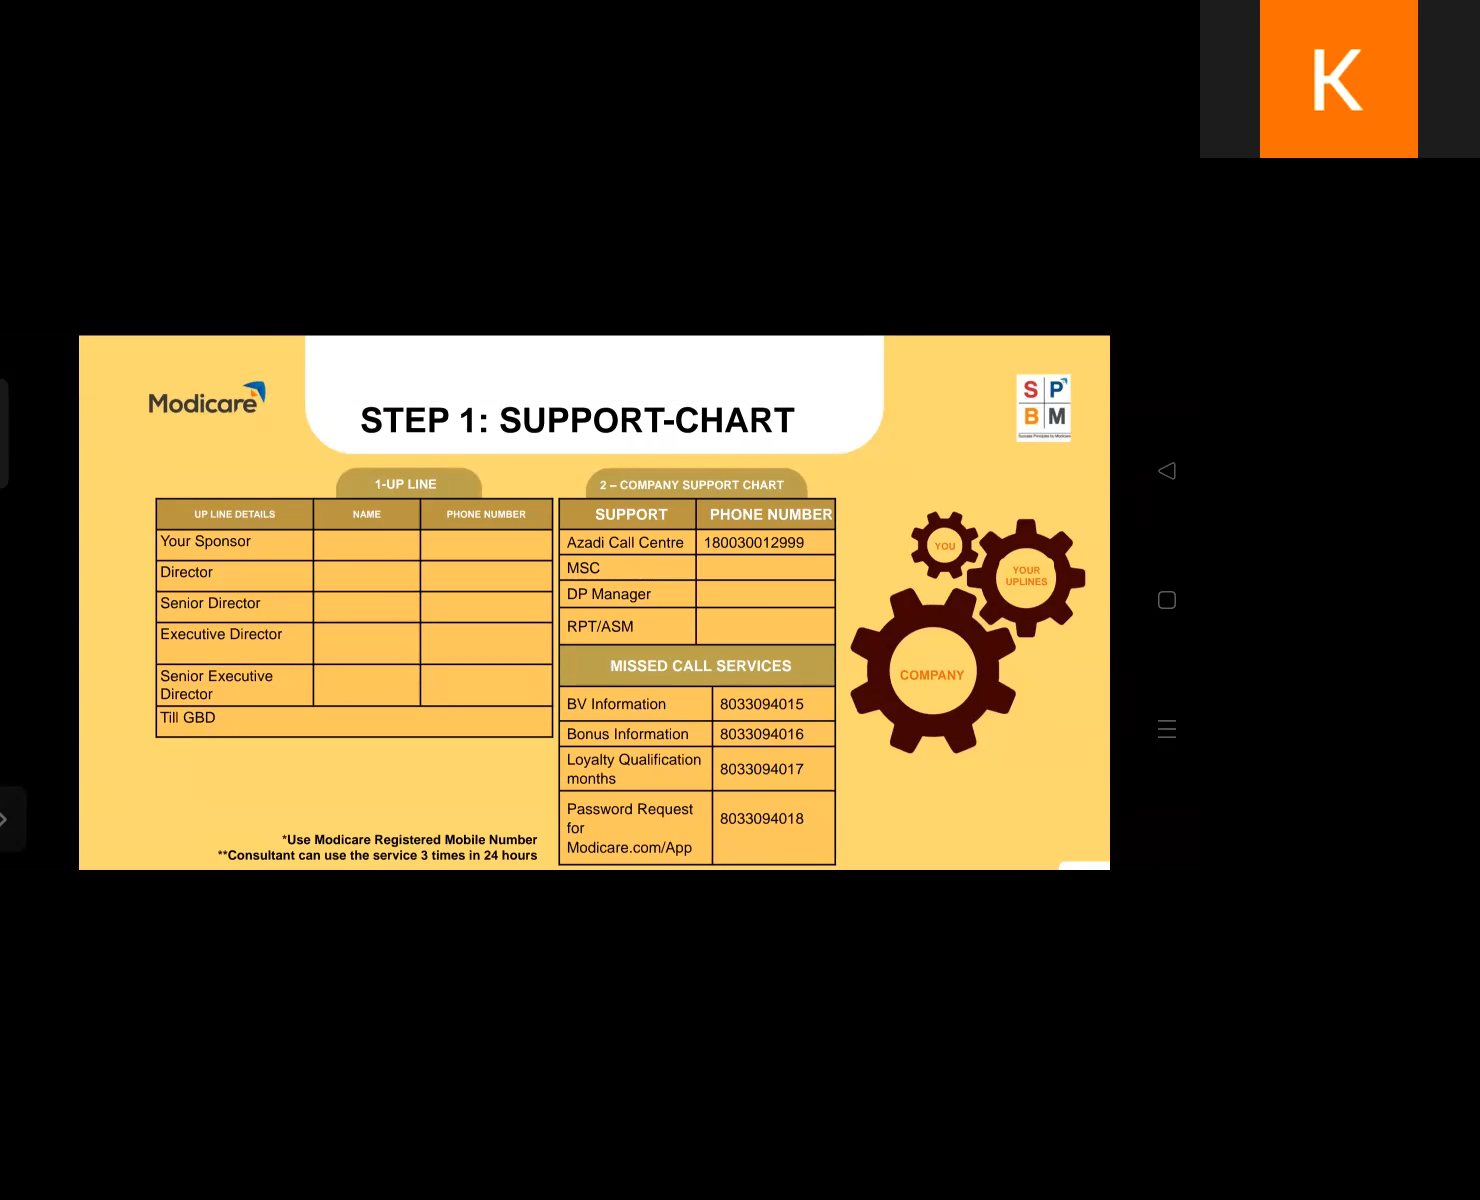 K
Modicare
STEP 1: SUPPORT-CHART
S P
B M
1-UP LINE
UP LINE DETAILS NAME PHONE NUMBER
Your Sponsor
Director
Senior Director
Executive Director
Senior Executive
Director
Till GBD
2 – COMPANY SUPPORT CHART
SUPPORT PHONE NUMBER
Azadi Call Centre 180030012999
MSC
DP Manager
RPT/ASM
MISSED CALL SERVICES
BV Information 8033094015
Bonus Information 8033094016
Loyalty Qualification
months 8033094017
Password Request
for
Modicare.com/App 8033094018
YOU
YOUR
UPLINES
COMPANY
*Use Modicare Registered Mobile Number
**Consultant can use the service 3 times in 24 hours